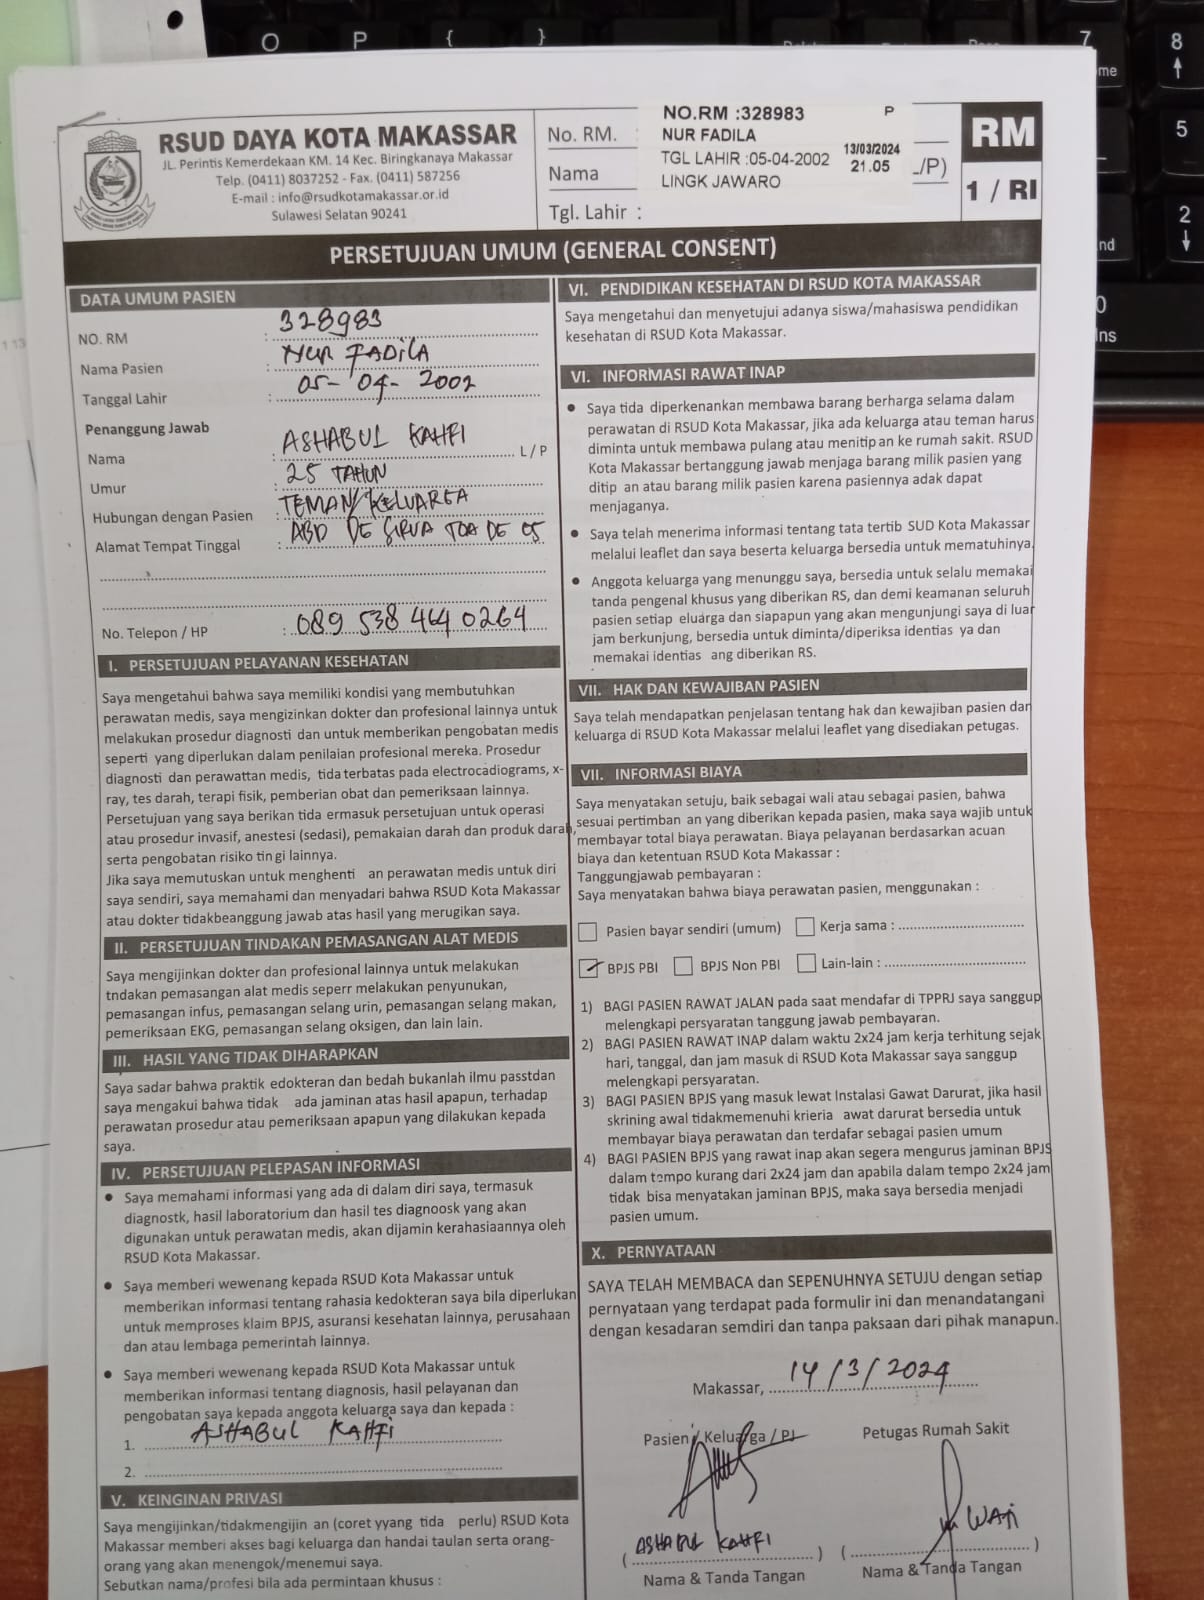 O P { }
7
8
me
5
2
nd
0
Ins
RSUD DAYA KOTA MAKASSAR
JL. Perintis Kemerdekaan KM. 14 Kec. Biringkanaya Makassar
Telp. (0411) 8037252 - Fax. (0411) 587256
E-mail : info@rsudkotamakassar.or.id
Sulawesi Selatan 90241
No. RM.
Nama
Tgl. Lahir :
NO.RM :328983 P
NUR FADILA
TGL LAHIR :05-04-2002
LINGK JAWARO
13/03/2024
21.05
/P)
RM
1 / RI
PERSETUJUAN UMUM (GENERAL CONSENT)
DATA UMUM PASIEN
NO. RM : 328983
Nama Pasien : NUR FADILA
Tanggal Lahir : 05-04-2002
Penanggung Jawab
Nama : ASHABUL KAHFI L / P
Umur : 25 TAHUN
Hubungan dengan Pasien : TEMAN/KELUARGA
Alamat Tempat Tinggal : ABD DE SIRUA TOA DE 05
No. Telepon / HP : 089 538 464 0264
I. PERSETUJUAN PELAYANAN KESEHATAN
Saya mengetahui bahwa saya memiliki kondisi yang membutuhkan
perawatan medis, saya mengizinkan dokter dan profesional lainnya untuk
melakukan prosedur diagnosti dan untuk memberikan pengobatan medis
seperti yang diperlukan dalam penilaian profesional mereka. Prosedur
diagnosti dan perawattan medis, tida terbatas pada electrocadiograms, x-
ray, tes darah, terapi fisik, pemberian obat dan pemeriksaan lainnya.
Persetujuan yang saya berikan tida ermasuk persetujuan untuk operasi
atau prosedur invasif, anestesi (sedasi), pemakaian darah dan produk darah,
serta pengobatan risiko tin gi lainnya.
Jika saya memutuskan untuk menghenti an perawatan medis untuk diri
saya sendiri, saya memahami dan menyadari bahwa RSUD Kota Makassar
atau dokter tidakbeanggung jawab atas hasil yang merugikan saya.
II. PERSETUJUAN TINDAKAN PEMASANGAN ALAT MEDIS
Saya mengijinkan dokter dan profesional lainnya untuk melakukan
tndakan pemasangan alat medis seperr melakukan penyunukan,
pemasangan infus, pemasangan selang urin, pemasangan selang makan,
pemeriksaan EKG, pemasangan selang oksigen, dan lain lain.
III. HASIL YANG TIDAK DIHARAPKAN
Saya sadar bahwa praktik edokteran dan bedah bukanlah ilmu passtdan
saya mengakui bahwa tidak ada jaminan atas hasil apapun, terhadap
perawatan prosedur atau pemeriksaan apapun yang dilakukan kepada
saya.
IV. PERSETUJUAN PELEPASAN INFORMASI
• Saya memahami informasi yang ada di dalam diri saya, termasuk
diagnostk, hasil laboratorium dan hasil tes diagnoosk yang akan
digunakan untuk perawatan medis, akan dijamin kerahasiaannya oleh
RSUD Kota Makassar.
• Saya memberi wewenang kepada RSUD Kota Makassar untuk
memberikan informasi tentang rahasia kedokteran saya bila diperlukan
untuk memproses klaim BPJS, asuransi kesehatan lainnya, perusahaan
dan atau lembaga pemerintah lainnya.
• Saya memberi wewenang kepada RSUD Kota Makassar untuk
memberikan informasi tentang diagnosis, hasil pelayanan dan
pengobatan saya kepada anggota keluarga saya dan kepada :
1. ASHABUL KAHFI
2.
V. KEINGINAN PRIVASI
Saya mengijinkan/tidakmengijin an (coret yyang tida perlu) RSUD Kota
Makassar memberi akses bagi keluarga dan handai taulan serta orang-
orang yang akan menengok/menemui saya.
Sebutkan nama/profesi bila ada permintaan khusus :
VI. PENDIDIKAN KESEHATAN DI RSUD KOTA MAKASSAR
Saya mengetahui dan menyetujui adanya siswa/mahasiswa pendidikan
kesehatan di RSUD Kota Makassar.
VI. INFORMASI RAWAT INAP
• Saya tida diperkenankan membawa barang berharga selama dalam
perawatan di RSUD Kota Makassar, jika ada keluarga atau teman harus
diminta untuk membawa pulang atau menitipan ke rumah sakit. RSUD
Kota Makassar bertanggung jawab menjaga barang milik pasien yang
ditip an atau barang milik pasien karena pasiennya adak dapat
menjaganya.
• Saya telah menerima informasi tentang tata tertib SUD Kota Makassar
melalui leaflet dan saya beserta keluarga bersedia untuk mematuhinya.
• Anggota keluarga yang menunggu saya, bersedia untuk selalu memakai
tanda pengenal khusus yang diberikan RS, dan demi keamanan seluruh
pasien setiap eluárga dan siapapun yang akan mengunjungi saya di luar
jam berkunjung, bersedia untuk diminta/diperiksa identias ya dan
memakai identias ang diberikan RS.
VII. HAK DAN KEWAJIBAN PASIEN
Saya telah mendapatkan penjelasan tentang hak dan kewajiban pasien dan
keluarga di RSUD Kota Makassar melalui leaflet yang disediakan petugas.
VII. INFORMASI BIAYA
Saya menyatakan setuju, baik sebagai wali atau sebagai pasien, bahwa
sesuai pertimban an yang diberikan kepada pasien, maka saya wajib untuk
membayar total biaya perawatan. Biaya pelayanan berdasarkan acuan
biaya dan ketentuan RSUD Kota Makassar :
Tanggungjawab pembayaran :
Saya menyatakan bahwa biaya perawatan pasien, menggunakan :
Pasien bayar sendiri (umum) Kerja sama :
BPJS PBI BPJS Non PBI Lain-lain :
1) BAGI PASIEN RAWAT JALAN pada saat mendafar di TPPRJ saya sanggup
melengkapi persyaratan tanggung jawab pembayaran.
2) BAGI PASIEN RAWAT INAP dalam waktu 2x24 jam kerja terhitung sejak
hari, tanggal, dan jam masuk di RSUD Kota Makassar saya sanggup
melengkapi persyaratan.
3) BAGI PASIEN BPJS yang masuk lewat Instalasi Gawat Darurat, jika hasil
skrining awal tidakmemenuhi krieria awat darurat bersedia untuk
membayar biaya perawatan dan terdafar sebagai pasien umum
4) BAGI PASIEN BPJS yang rawat inap akan segera mengurus jaminan BPJS
dalam tempo kurang dari 2x24 jam dan apabila dalam tempo 2x24 jam
tidak bisa menyatakan jaminan BPJS, maka saya bersedia menjadi
pasien umum.
X. PERNYATAAN
SAYA TELAH MEMBACA dan SEPENUHNYA SETUJU dengan setiap
pernyataan yang terdapat pada formulir ini dan menandatangani
dengan kesadaran semdiri dan tanpa paksaan dari pihak manapun.
Makassar, 14/3/2024
Pasien / Keluarga / PJ Petugas Rumah Sakit
(ASHABUL KAHFI) (WAN)
Nama & Tanda Tangan Nama & Tanda Tangan